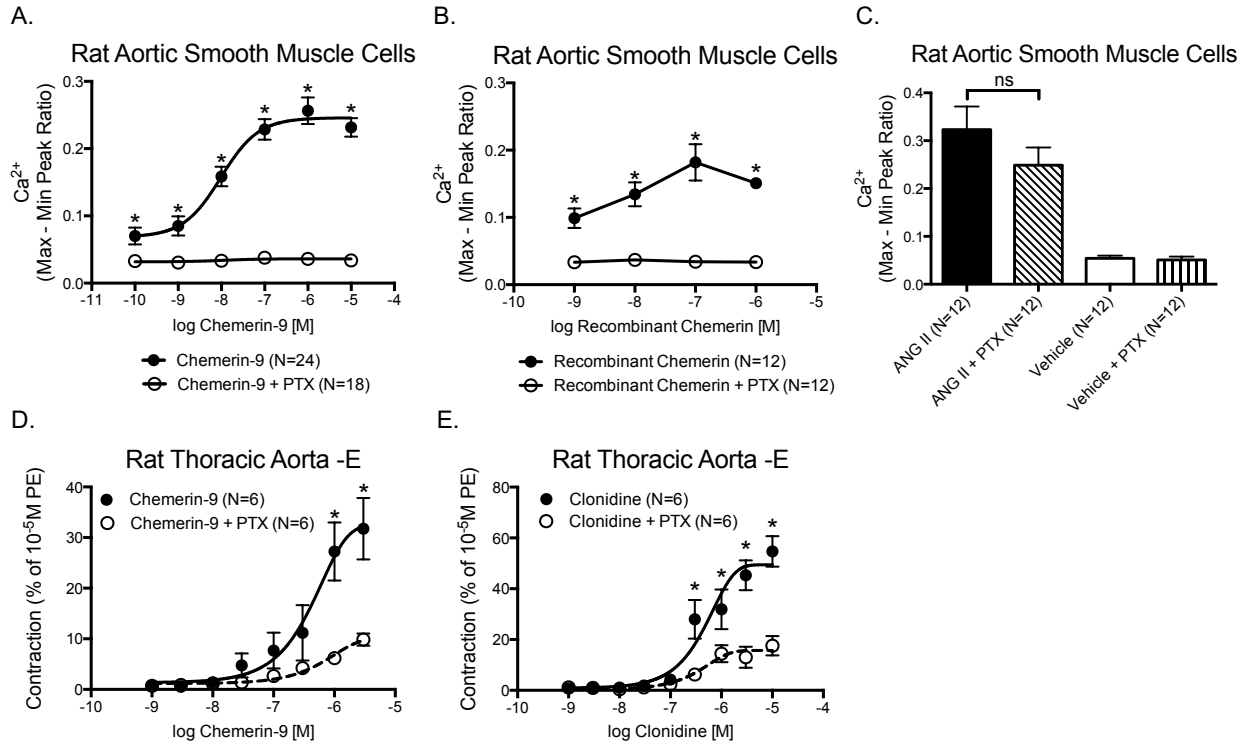 A.
Rat Aortic Smooth Muscle Cells
Ca2+
(Max - Min Peak Ratio)
0.3
0.2
0.1
0.0
-11 -10 -9 -8 -7 -6 -5 -4
* * * * * *
log Chemerin-9 [M]
Chemerin-9 (N=24)
Chemerin-9 + PTX (N=18)
B.
Rat Aortic Smooth Muscle Cells
Ca2+
(Max - Min Peak Ratio)
0.3
0.2
0.1
0.0
-10 -9 -8 -7 -6 -5
* * * *
log Recombinant Chemerin [M]
Recombinant Chemerin (N=12)
Recombinant Chemerin + PTX (N=12)
C.
Rat Aortic Smooth Muscle Cells
ns
Ca2+
(Max - Min Peak Ratio)
0.4
0.3
0.2
0.1
0.0
ANG II (N=12)
ANG II + PTX (N=12)
Vehicle (N=12)
Vehicle + PTX (N=12)
D.
Rat Thoracic Aorta -E
Chemerin-9 (N=6)
Chemerin-9 + PTX (N=6)
* *
Contraction (% of 10-5M PE)
40
30
20
10
0
-10 -9 -8 -7 -6 -5
log Chemerin-9 [M]
E.
Rat Thoracic Aorta -E
Clonidine (N=6)
Clonidine + PTX (N=6)
* * * *
Contraction (% of 10-5M PE)
80
60
40
20
0
-10 -9 -8 -7 -6 -5 -4
log Clonidine [M]